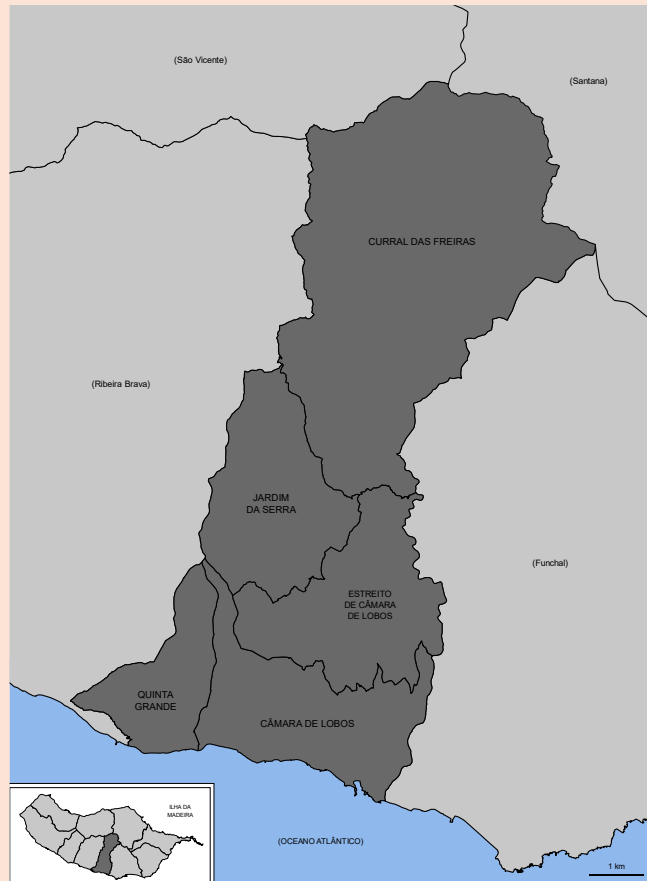 (São Vicente)
(Santana)
CURRAL DAS FREIRAS
(Ribeira Brava)
JARDIM
DA SERRA
(Funchal)
ESTREITO
DE CÂMARA
DE LOBOS
QUINTA
GRANDE
CÂMARA DE LOBOS
ILHA DA
MADEIRA
(OCEANO ATLÂNTICO)
1 km